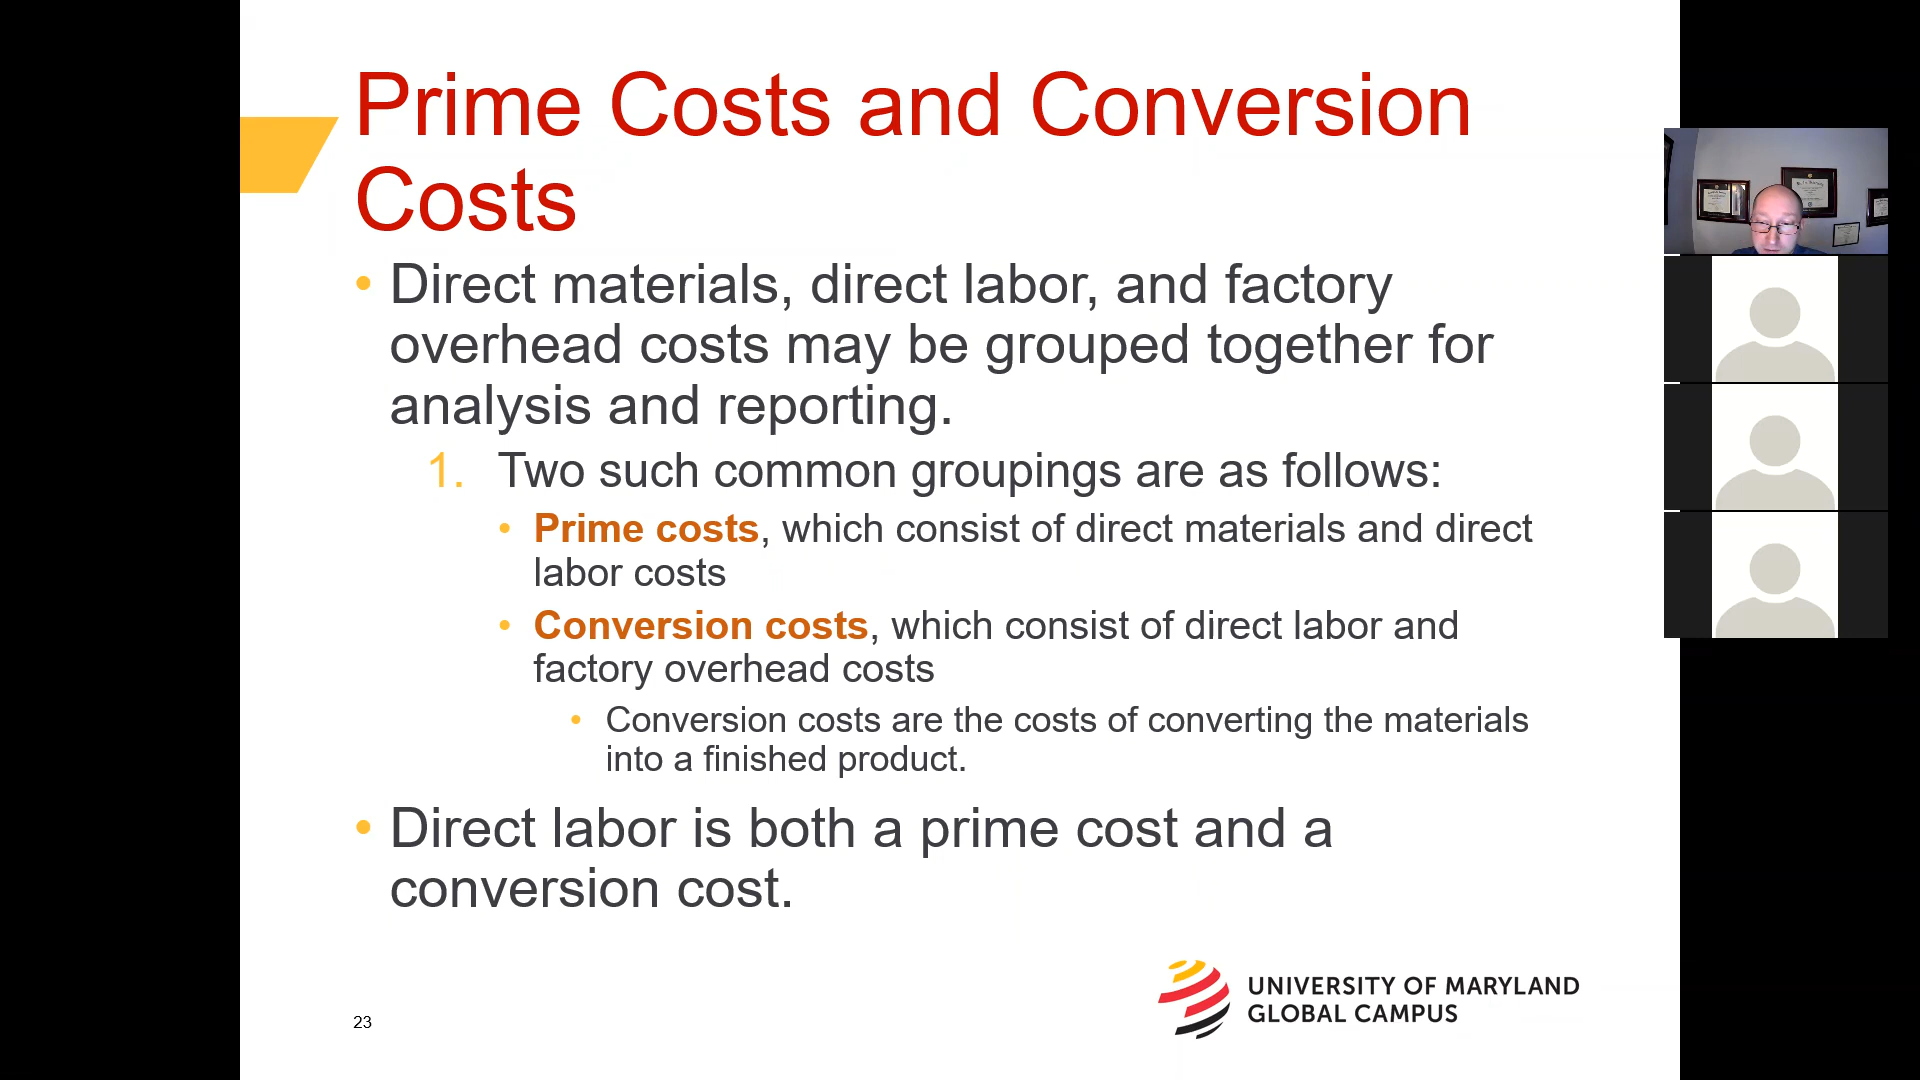 Prime Costs and Conversion
Costs
• Direct materials, direct labor, and factory
overhead costs may be grouped together for
analysis and reporting.
1. Two such common groupings are as follows:
• Prime costs, which consist of direct materials and direct
labor costs
• Conversion costs, which consist of direct labor and
factory overhead costs
• Conversion costs are the costs of converting the materials
into a finished product.
• Direct labor is both a prime cost and a
conversion cost.
UNIVERSITY OF MARYLAND
GLOBAL CAMPUS
23